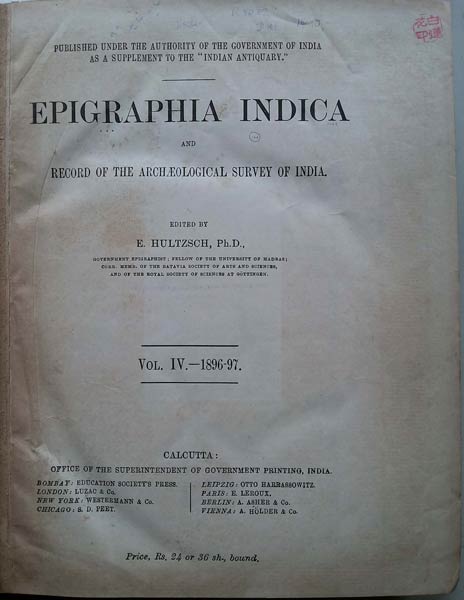 PUBLISHED UNDER THE AUTHORITY OF THE GOVERNMENT OF INDIA
AS A SUPPLEMENT TO THE "INDIAN ANTIQUARY."
EPIGRAPHIA INDICA
AND
RECORD OF THE ARCHÆOLOGICAL SURVEY OF INDIA.
EDITED BY
E. HULTZSCH, Ph.D.,
GOVERNMENT EPIGRAPHIST; FELLOW OF THE UNIVERSITY OF MADRAS;
CORR. MEMB. OF THE BATAVIA SOCIETY OF ARTS AND SCIENCES,
AND OF THE ROYAL SOCIETY OF SCIENCES AT GÖTTINGEN.
VOL. IV.—1896-97.
CALCUTTA:
OFFICE OF THE SUPERINTENDENT OF GOVERNMENT PRINTING, INDIA.
BOMBAY: EDUCATION SOCIETY'S PRESS.
LONDON: LUZAC & Co.
NEW YORK: WESTERMANN & Co.
CHICAGO: S. D. PEET.
LEIPZIG: OTTO HARRASSOWITZ.
PARIS: E. LEROUX.
BERLIN: A. ASHER & Co.
VIENNA: A. HÖLDER & Co.
Price, Rs. 24 or 36 sh., bound.